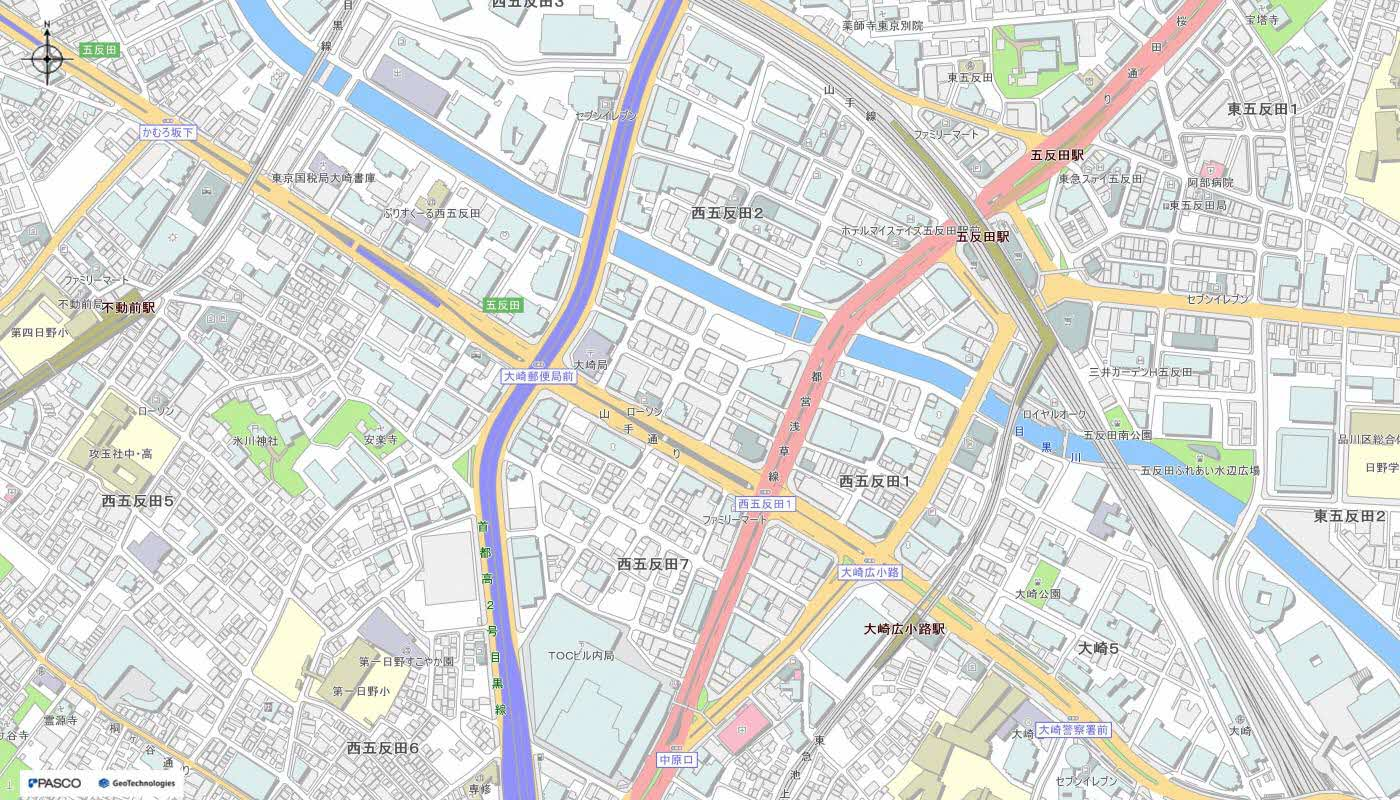 西五反田3
目黒線
薬師寺東京別院
桜田通り
宝塔寺
N
五反田
東五反田
山手線
セブンイレブン
東五反田1
かむろ坂下
ファミリーマート
五反田駅
東京国税局大崎書庫
東急ステイ五反田
阿部病院
東五反田局
ぷりすくーる西五反田
西五反田2
ホテルマイステイズ五反田駅前
五反田駅
ファミリーマート
不動前局
不動前駅
五反田
セブンイレブン
第四日野小
大崎局
大崎郵便局前
三井ガーデンH五反田
都営浅草線
ローソン
山手通り
ローソン
ロイヤルオーク
氷川神社
安楽寺
目黒川
五反田南公園
品川区総合体
攻玉社中・高
五反田ふれあい水辺広場
日野学
西五反田5
西五反田1
西五反田1
ファミリーマート
東五反田2
首都高2号目黒線
西五反田7
大崎広小路
大崎公園
大崎広小路駅
TOCビル内局
大崎5
第一日野すこやか園
第一日野小
霊源寺
桐谷通り
西五反田6
大崎
大崎警察署前
大崎
中原口
東急池上
専修
セブンイレブン
PASCO
GeoTechnologies